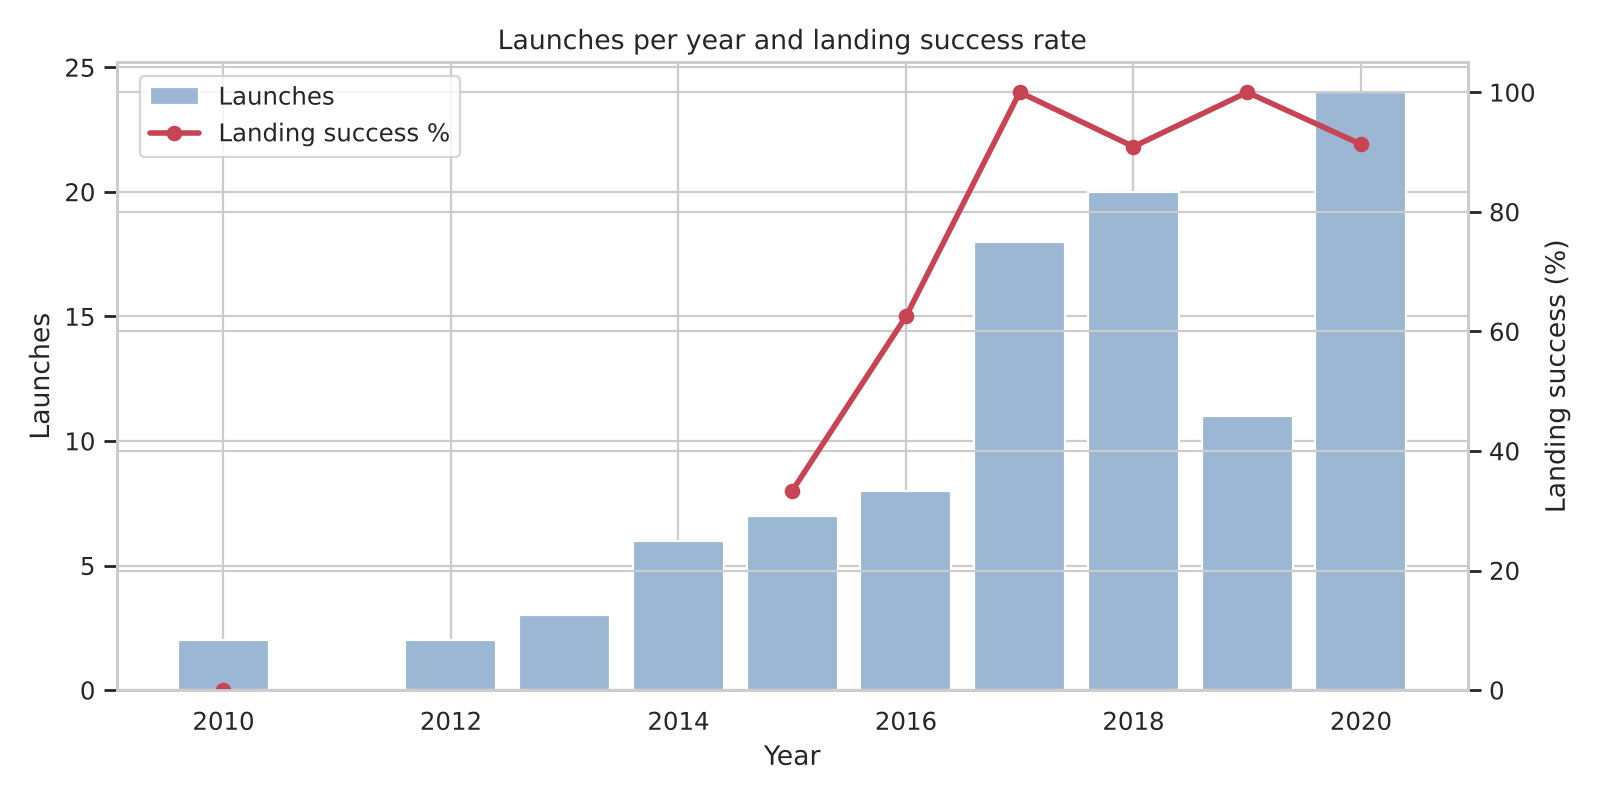 Launches per year and landing success rate
Launches
Landing success %
25
20
15
10
5
0
Launches
100
80
60
40
20
0
Landing success (%)
2010 2012 2014 2016 2018 2020
Year